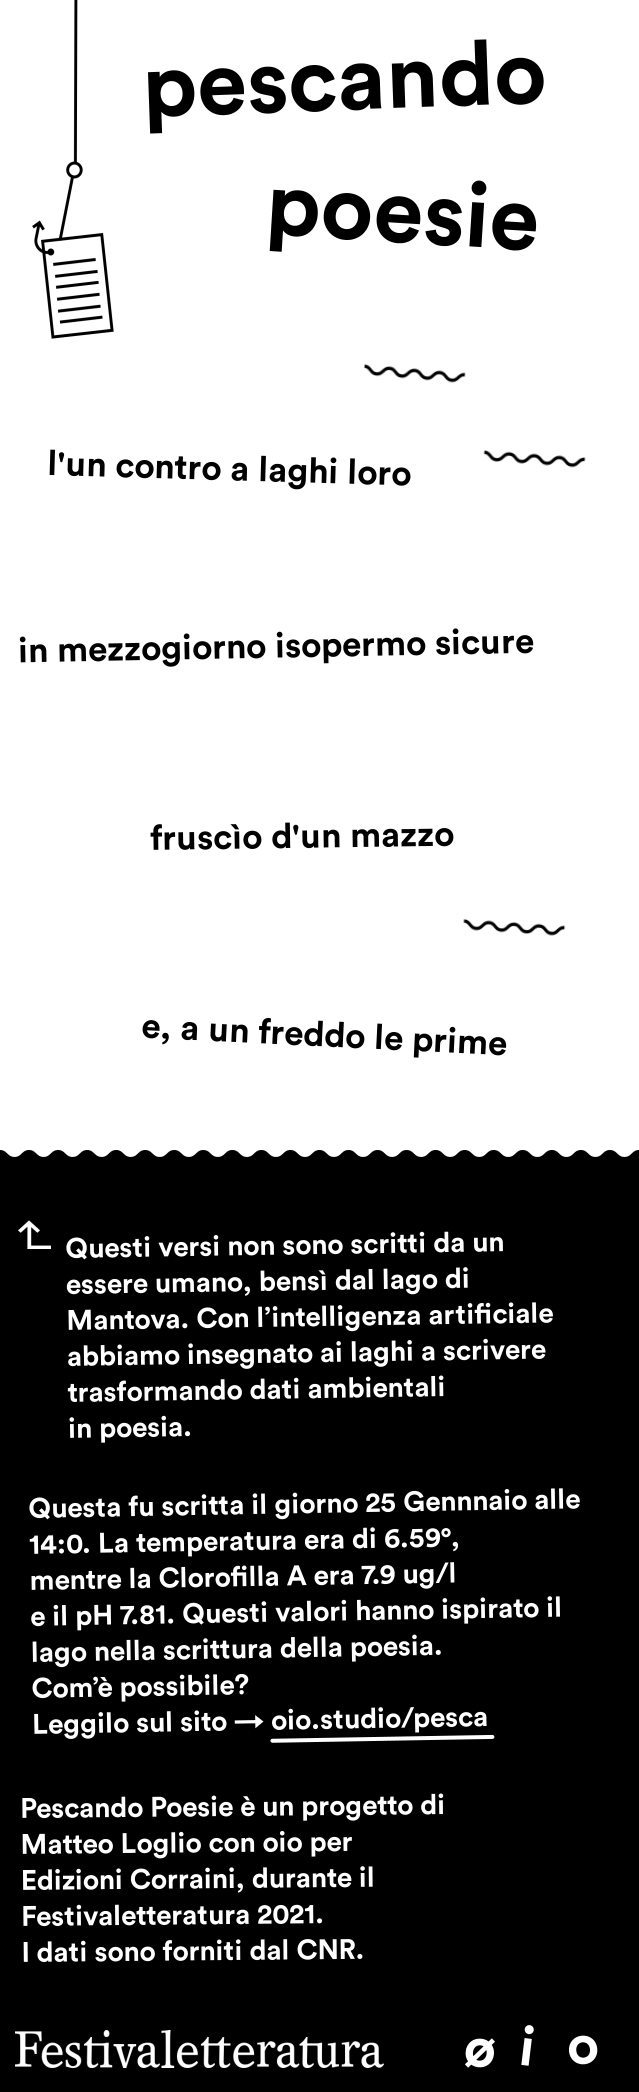 pescando
poesie
l'un contro a laghi loro
in mezzogiorno isopermo sicure
fruscìo d'un mazzo
e, a un freddo le prime
Questi versi non sono scritti da un
essere umano, bensì dal lago di
Mantova. Con l’intelligenza artificiale
abbiamo insegnato ai laghi a scrivere
trasformando dati ambientali
in poesia.
Questa fu scritta il giorno 25 Gennnaio alle
14:0. La temperatura era di 6.59°,
mentre la Clorofilla A era 7.9 ug/l
e il pH 7.81. Questi valori hanno ispirato il
lago nella scrittura della poesia.
Com’è possibile?
Leggilo sul sito → oio.studio/pesca
Pescando Poesie è un progetto di
Matteo Loglio con oio per
Edizioni Corraini, durante il
Festivaletteratura 2021.
I dati sono forniti dal CNR.
Festivaletteratura ø i o